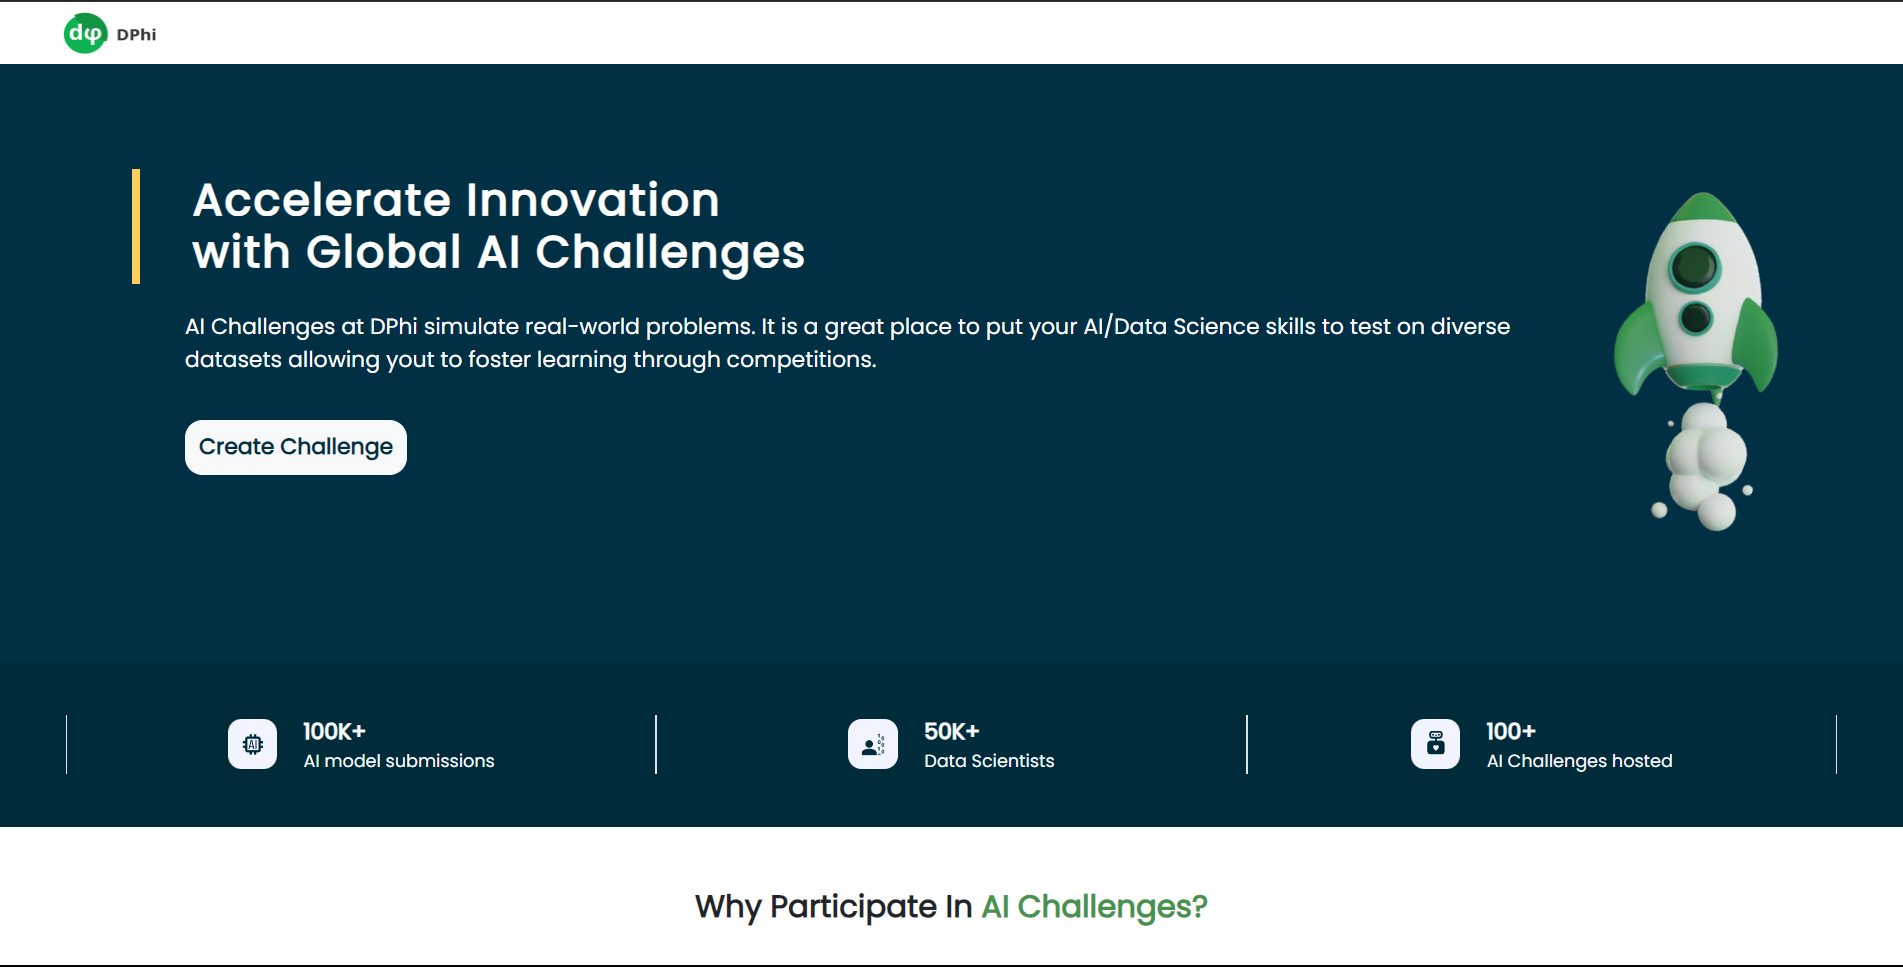 dφ DPhi
Accelerate Innovation
with Global AI Challenges
AI Challenges at DPhi simulate real-world problems. It is a great place to put your AI/Data Science skills to test on diverse
datasets allowing yout to foster learning through competitions.
Create Challenge
AI
100K+
AI model submissions
50K+
Data Scientists
100+
AI Challenges hosted
Why Participate In AI Challenges?